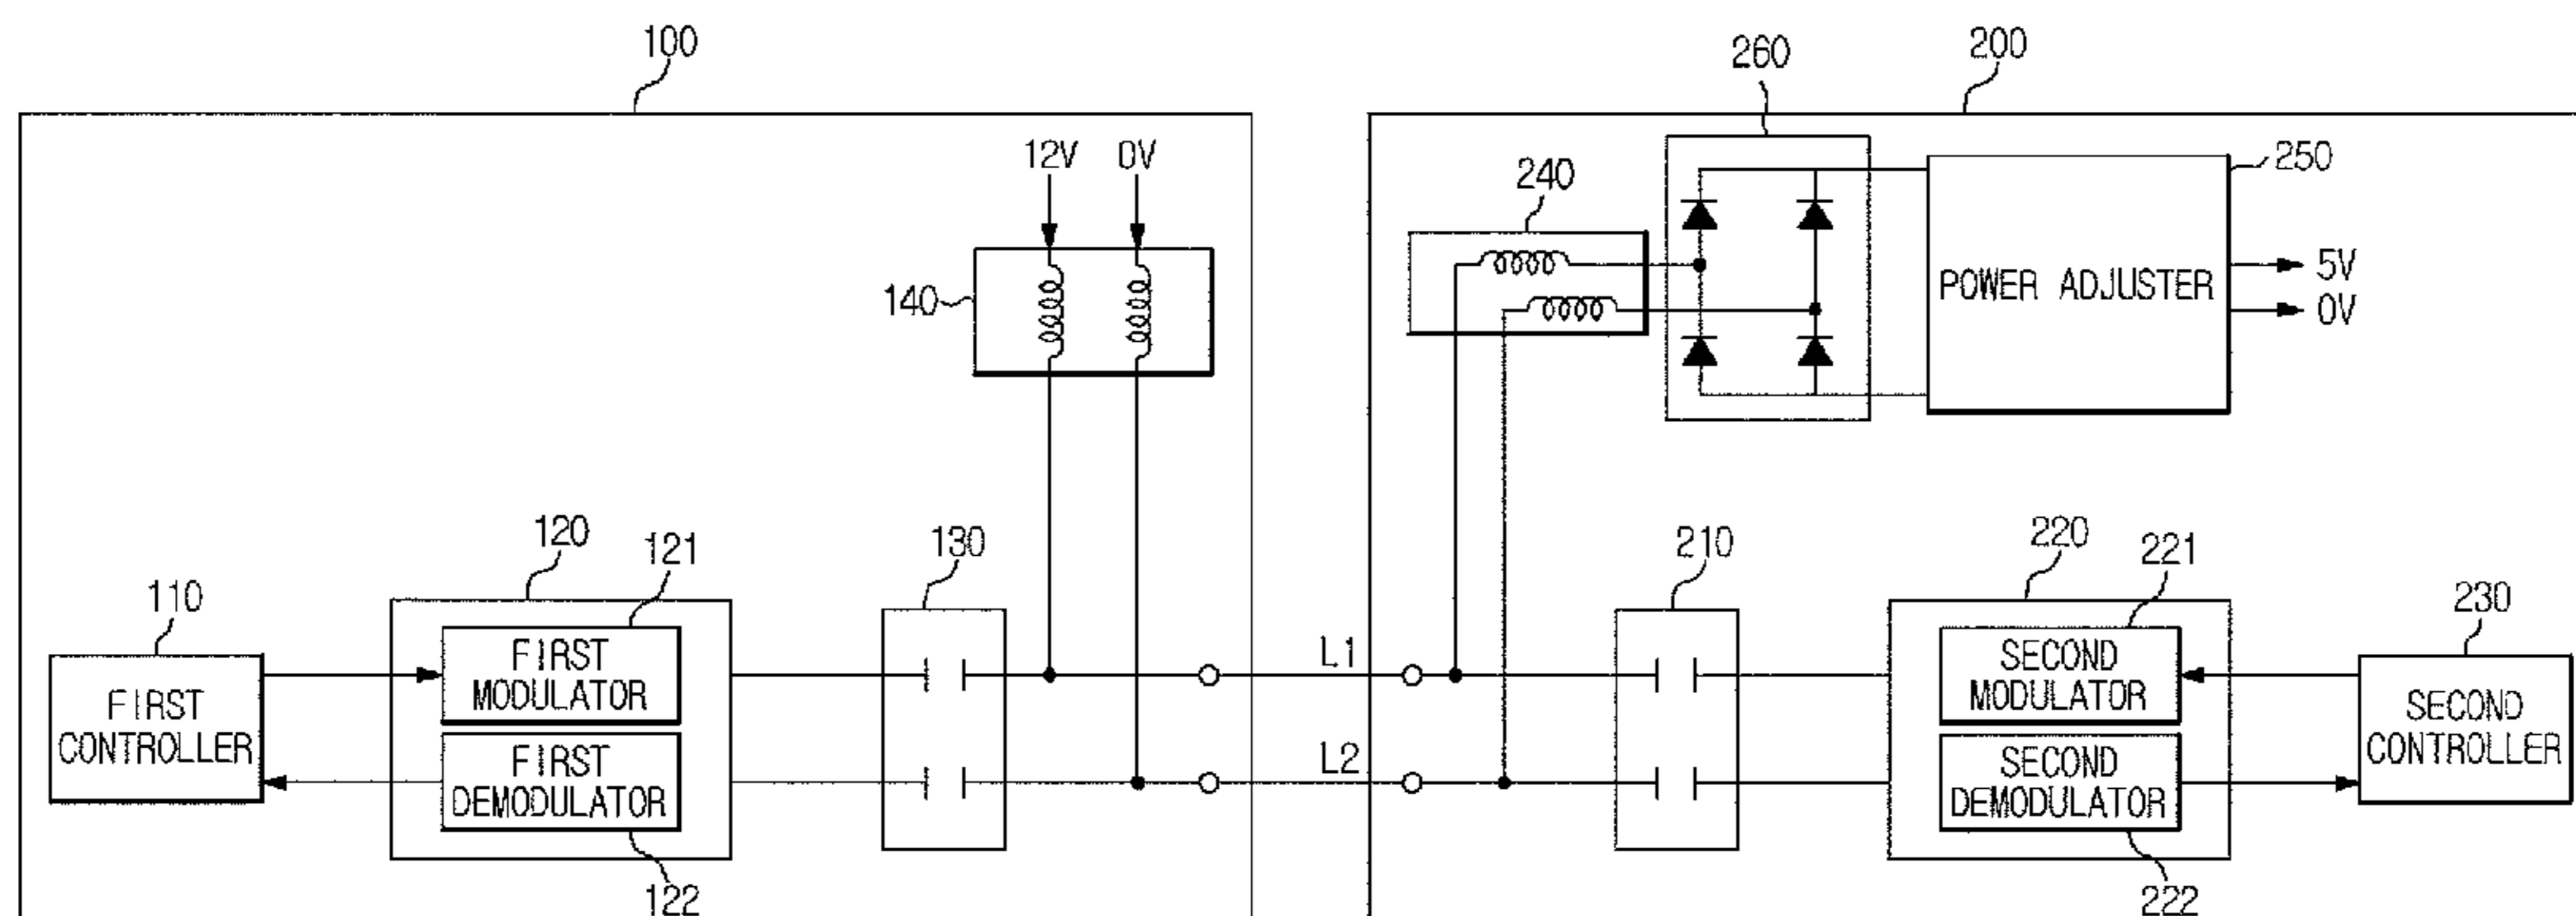 100
200
260
12V
0V
250
240
5V
POWER ADJUSTER
140
0V
120
121
130
210
220
221
110
230
FIRST
MODULATOR
L1
SECOND
MODULATOR
FIRST
CONTROLLER
SECOND
CONTROLLER
FIRST
DEMODULATOR
L2
SECOND
DEMODULATOR
122
222